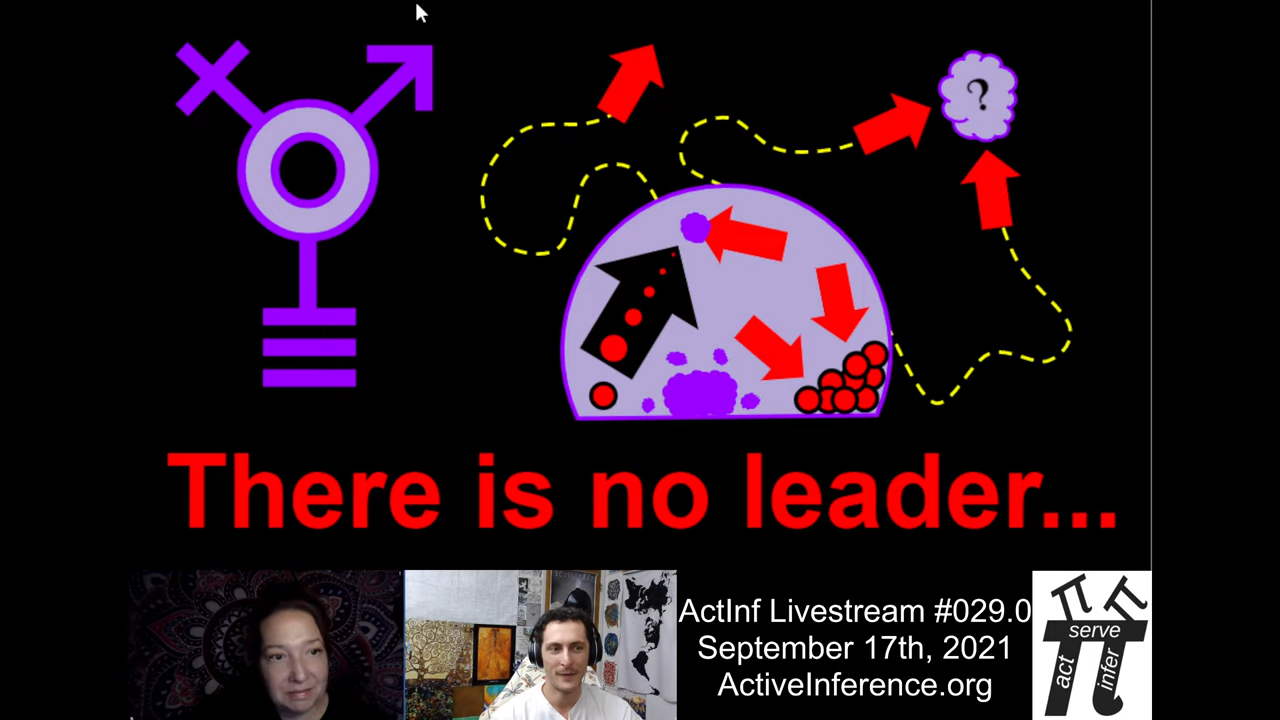 ?
There is no leader...
ActInf Livestream #029.0
September 17th, 2021
ActiveInference.org
π π
serve
act
infer